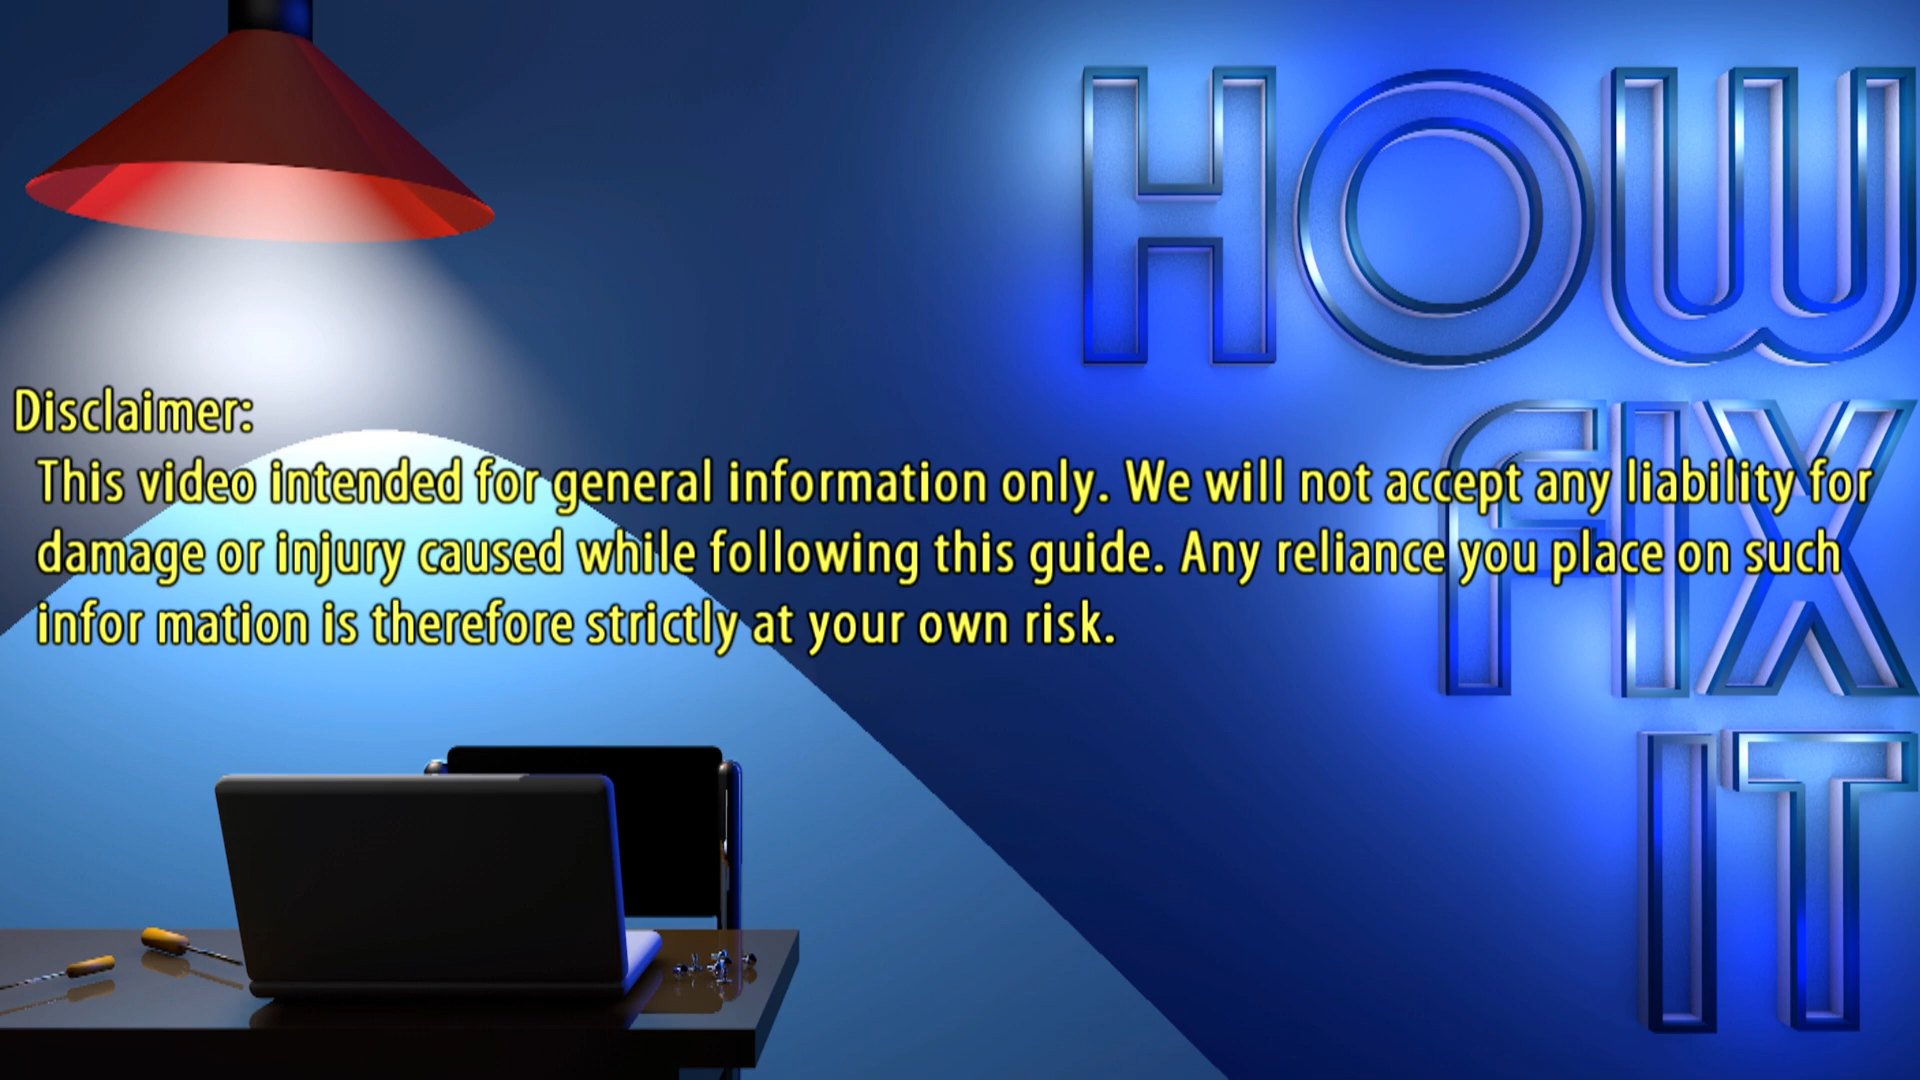 HOW
FIX
IT
Disclaimer:
This video intended for general information only. We will not accept any liability for
damage or injury caused while following this guide. Any reliance you place on such
infor mation is therefore strictly at your own risk.